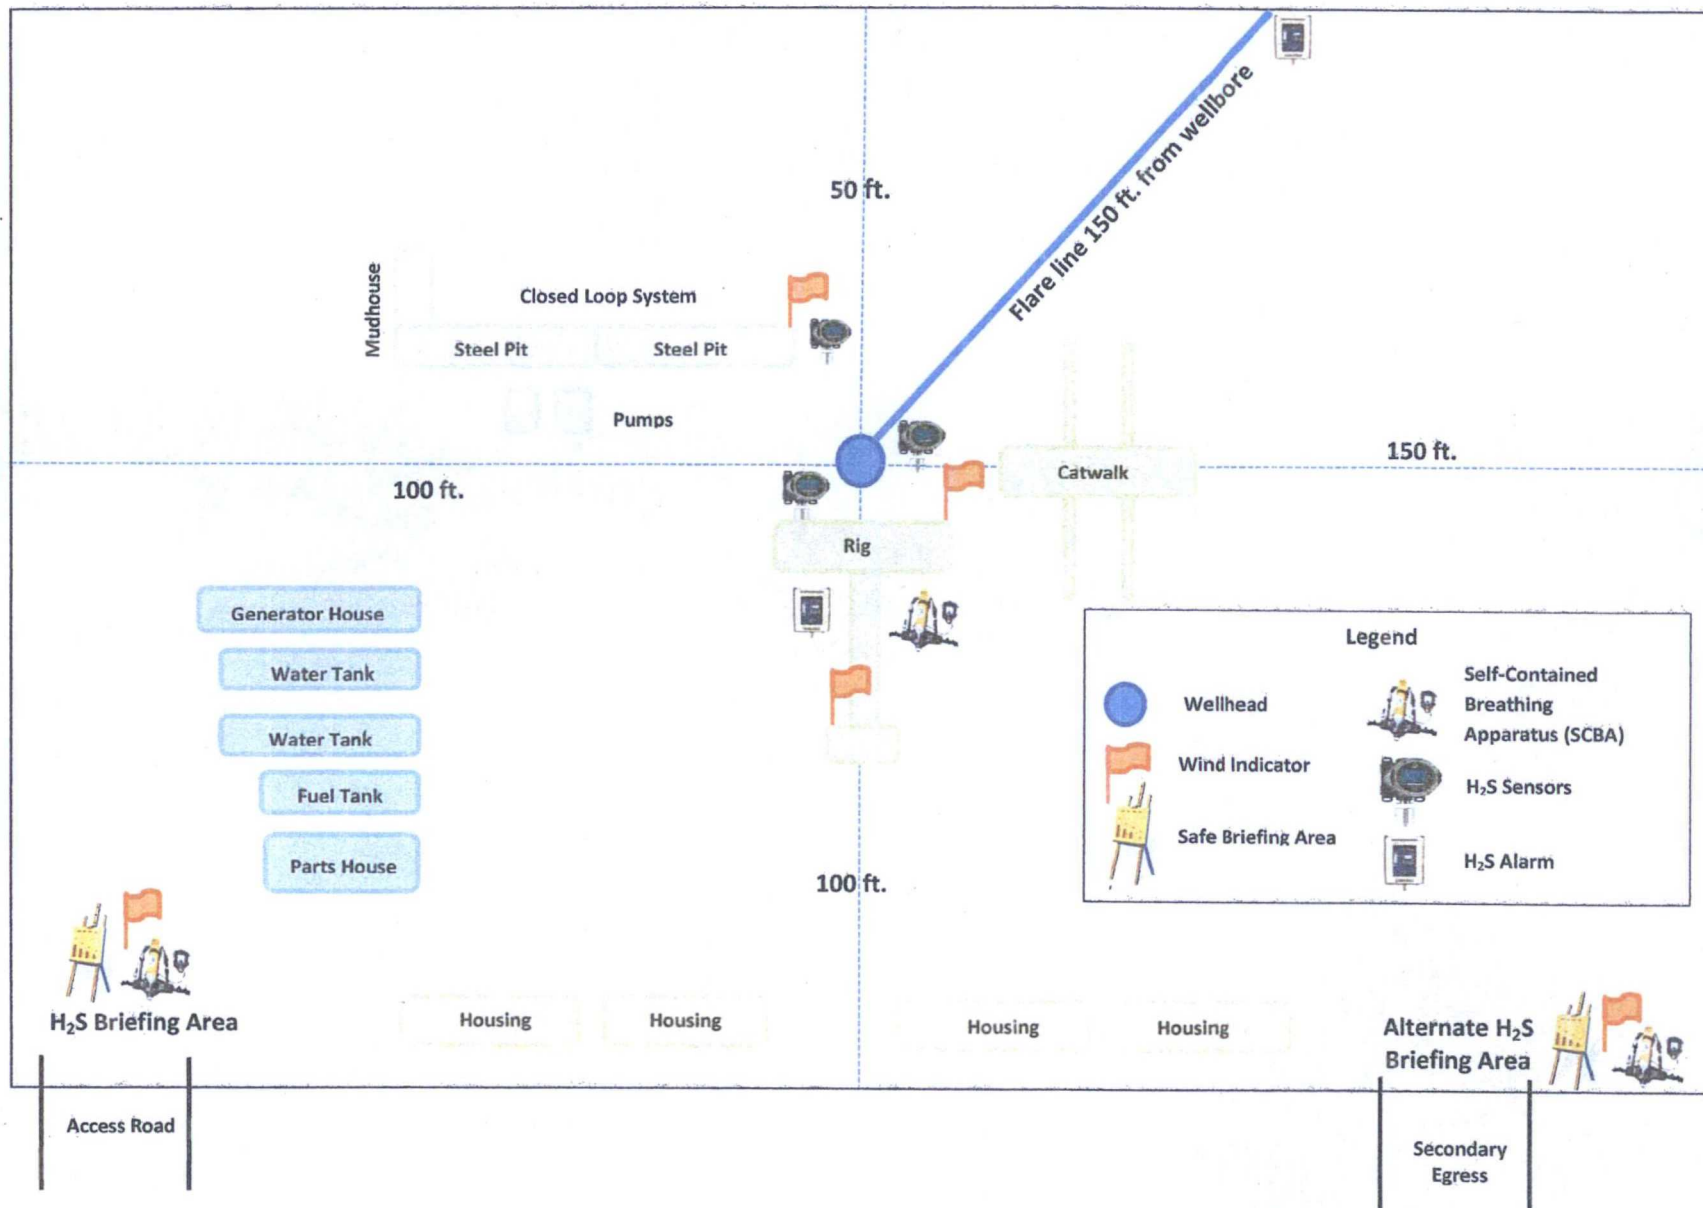 50 ft.
Flare line 150 ft. from wellbore
Mudhouse
Closed Loop System
Steel Pit
Steel Pit
Pumps
100 ft.
150 ft.
Catwalk
Rig
Generator House
Water Tank
Water Tank
Fuel Tank
Parts House
100 ft.
Legend
Wellhead
Wind Indicator
Safe Briefing Area
Self-Contained
Breathing
Apparatus (SCBA)
H₂S Sensors
H₂S Alarm
H₂S Briefing Area
Housing
Housing
Housing
Housing
Alternate H₂S
Briefing Area
Access Road
Secondary
Egress